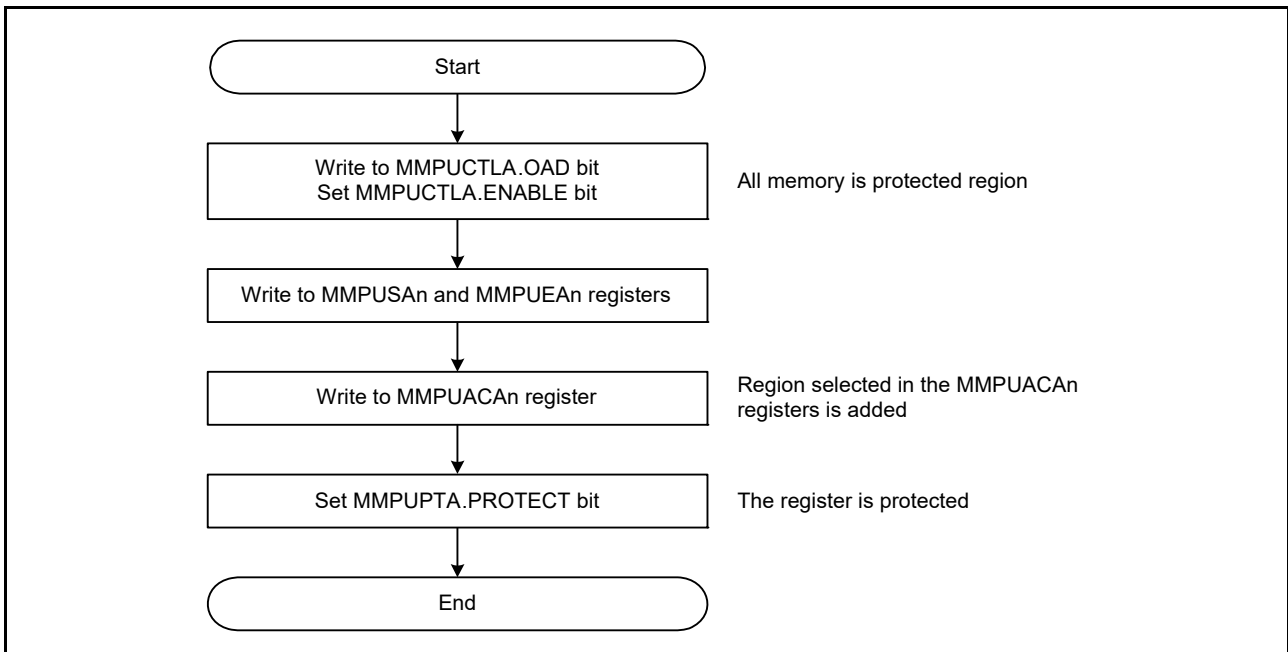 Start
Write to MMPUCTLA.OAD bit
Set MMPUCTLA.ENABLE bit
All memory is protected region
Write to MMPUSAn and MMPUEAn registers
Write to MMPUACAn register
Region selected in the MMPUACAn
registers is added
Set MMPUPTA.PROTECT bit
The register is protected
End